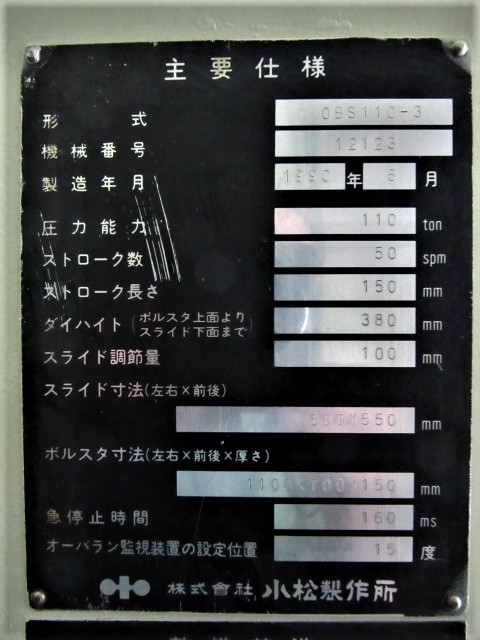 主要仕様
形式 OBS110-3
機械番号 12123
製造年月 1990 年 6 月
圧力能力 110 ton
ストローク数 50 spm
ストローク長さ 150 mm
ダイハイト(ボルスタ上面より スライド下面まで) 380 mm
スライド調節量 100 mm
スライド寸法(左右×前後)
×550 mm
ボルスタ寸法(左右×前後×厚さ)
1100×700×150 mm
急停止時間 160 ms
オーバラン監視装置の設定位置 15 度
株式會社 小松製作所